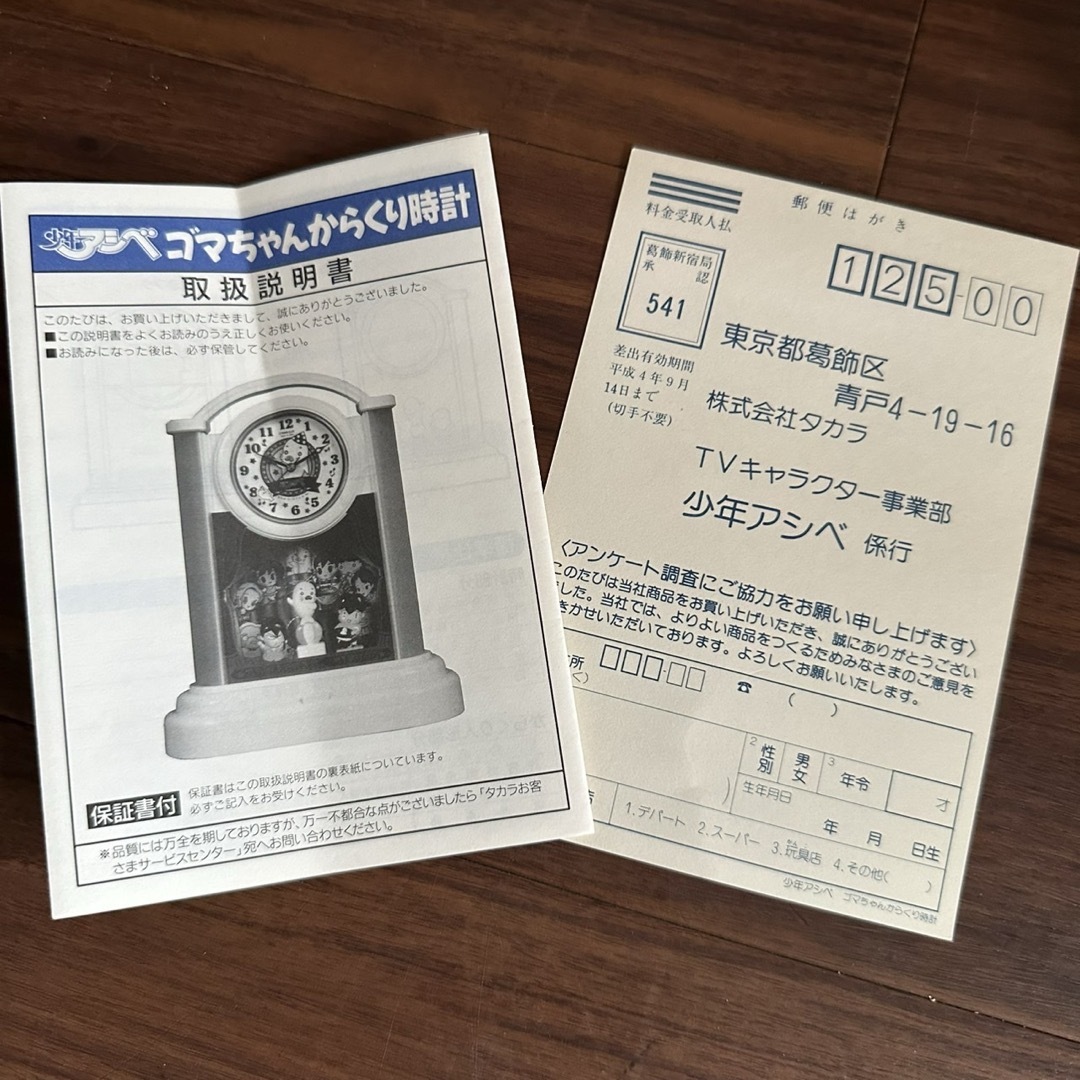 少年アシベ ゴマちゃんからくり時計
取扱説明書
このたびは、お買い上げいただきまして、誠にありがとうございました。
■この説明書をよくお読みのうえ正しくお使いください。
■お読みになった後は、必ず保管してください。
12
1
2
3
4
5
6
7
8
9
10
11
保証書付
保証書はこの取扱説明書の裏表紙についています。
必ずご記入をお受けください。
※品質には万全を期しておりますが、万一不都合な点がございましたら「タカラお客
さまサービスセンター」宛へお問い合わせください。
料金受取人払
郵便はがき
葛飾新宿局
承認
541
差出有効期間
平成4年9月
14日まで
(切手不要)
125-00
東京都葛飾区
青戸4-19-16
株式会社タカラ
TVキャラクター事業部
少年アシベ 係行
〈アンケート調査にご協力をお願い申し上げます〉
このたびは当社商品をお買い上げいただき、誠にありがとうござい
した。当社では、よりよい商品をつくるためみなさまのご意見を
きかせいただいております。よろしくお願いいたします。
所 □□□-□□ ☎ ( )
2 性別 男 女 3 年令 才
生年月日 年 月 日生
店 1.デパート 2.スーパー 3.玩具店 4.その他( )
少年アシベ ゴマちゃんからくり時計